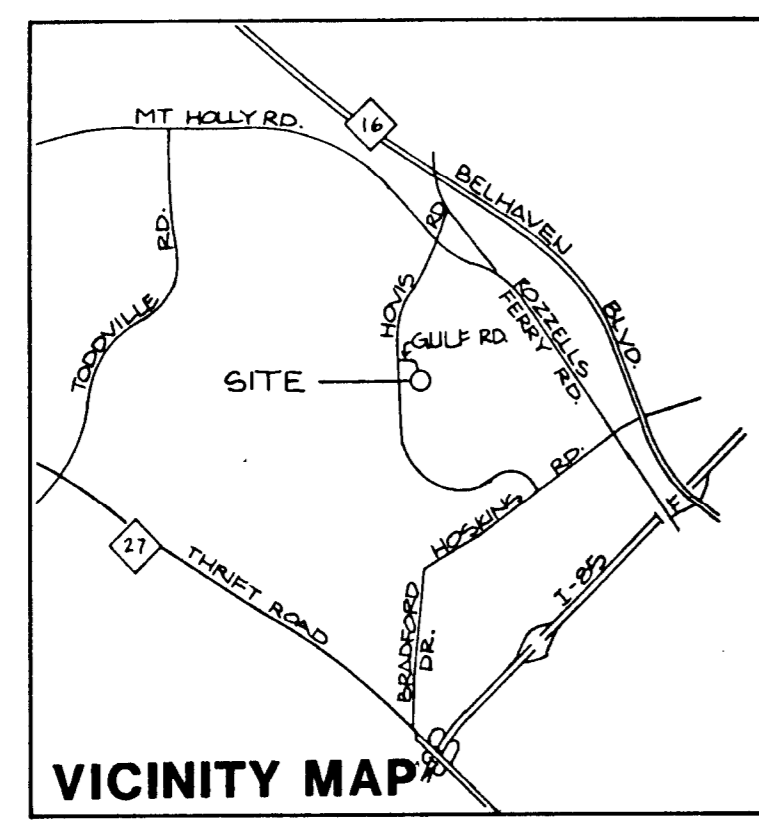 MT HOLLY RD.
16
BELHAVEN
BLVD.
RD.
TODDVILLE
HOVIS
RD
ROZZELLS
FERRY RD.
GULF RD.
SITE
HOSKINS
RD.
27
THRIFT ROAD
BRADFORD
DR.
I-85
VICINITY MAP